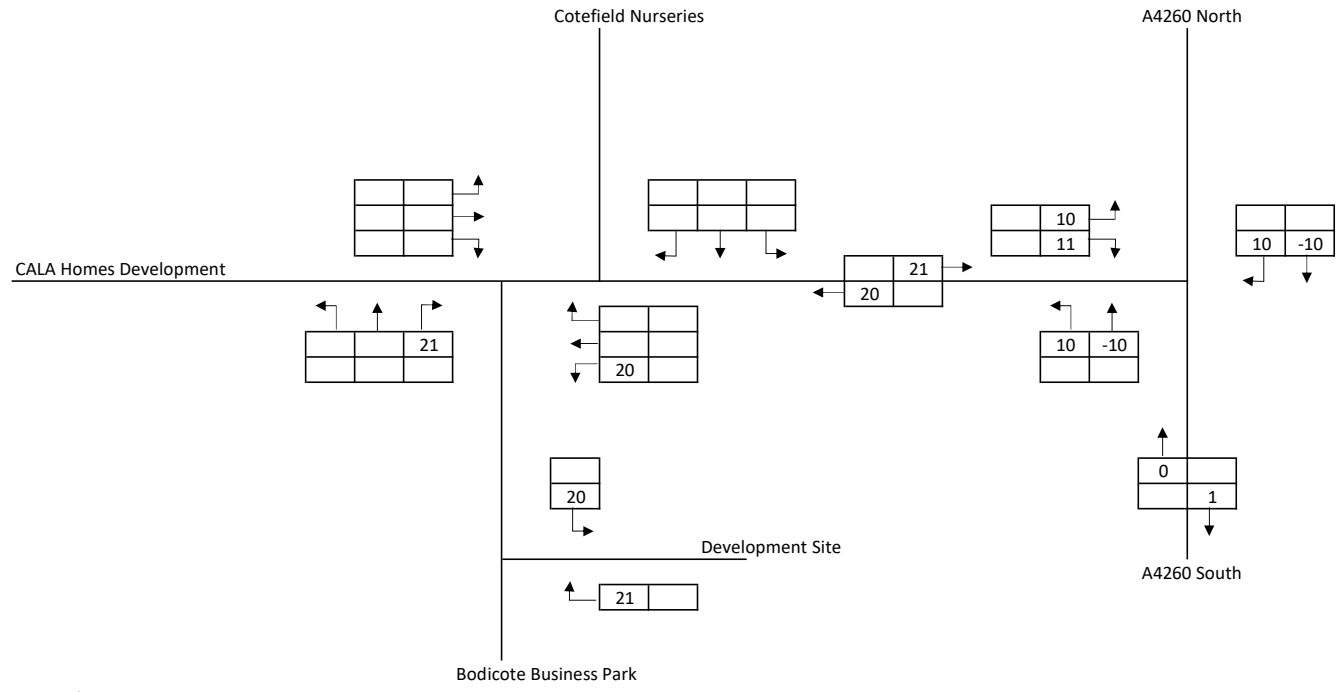 Cotefield Nurseries
A4260 North
10
11
10 -10
CALA Homes Development
21
20
21
20
10 -10
20
0
1
Development Site
A4260 South
21
Bodicote Business Park